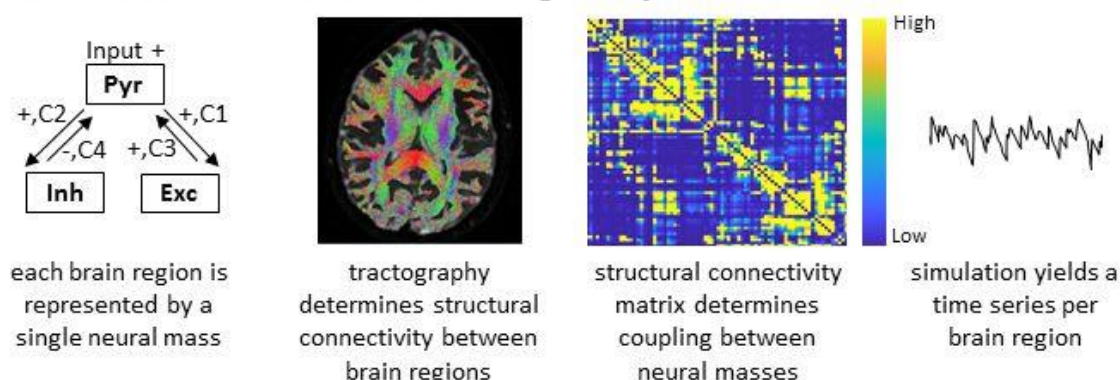 Input +
Pyr
+,C2
+,C1
-,C4
+,C3
Inh
Exc
High
Low
each brain region is
represented by a
single neural mass
tractography
determines structural
connectivity between
brain regions
structural connectivity
matrix determines
coupling between
neural masses
simulation yields a
time series per
brain region